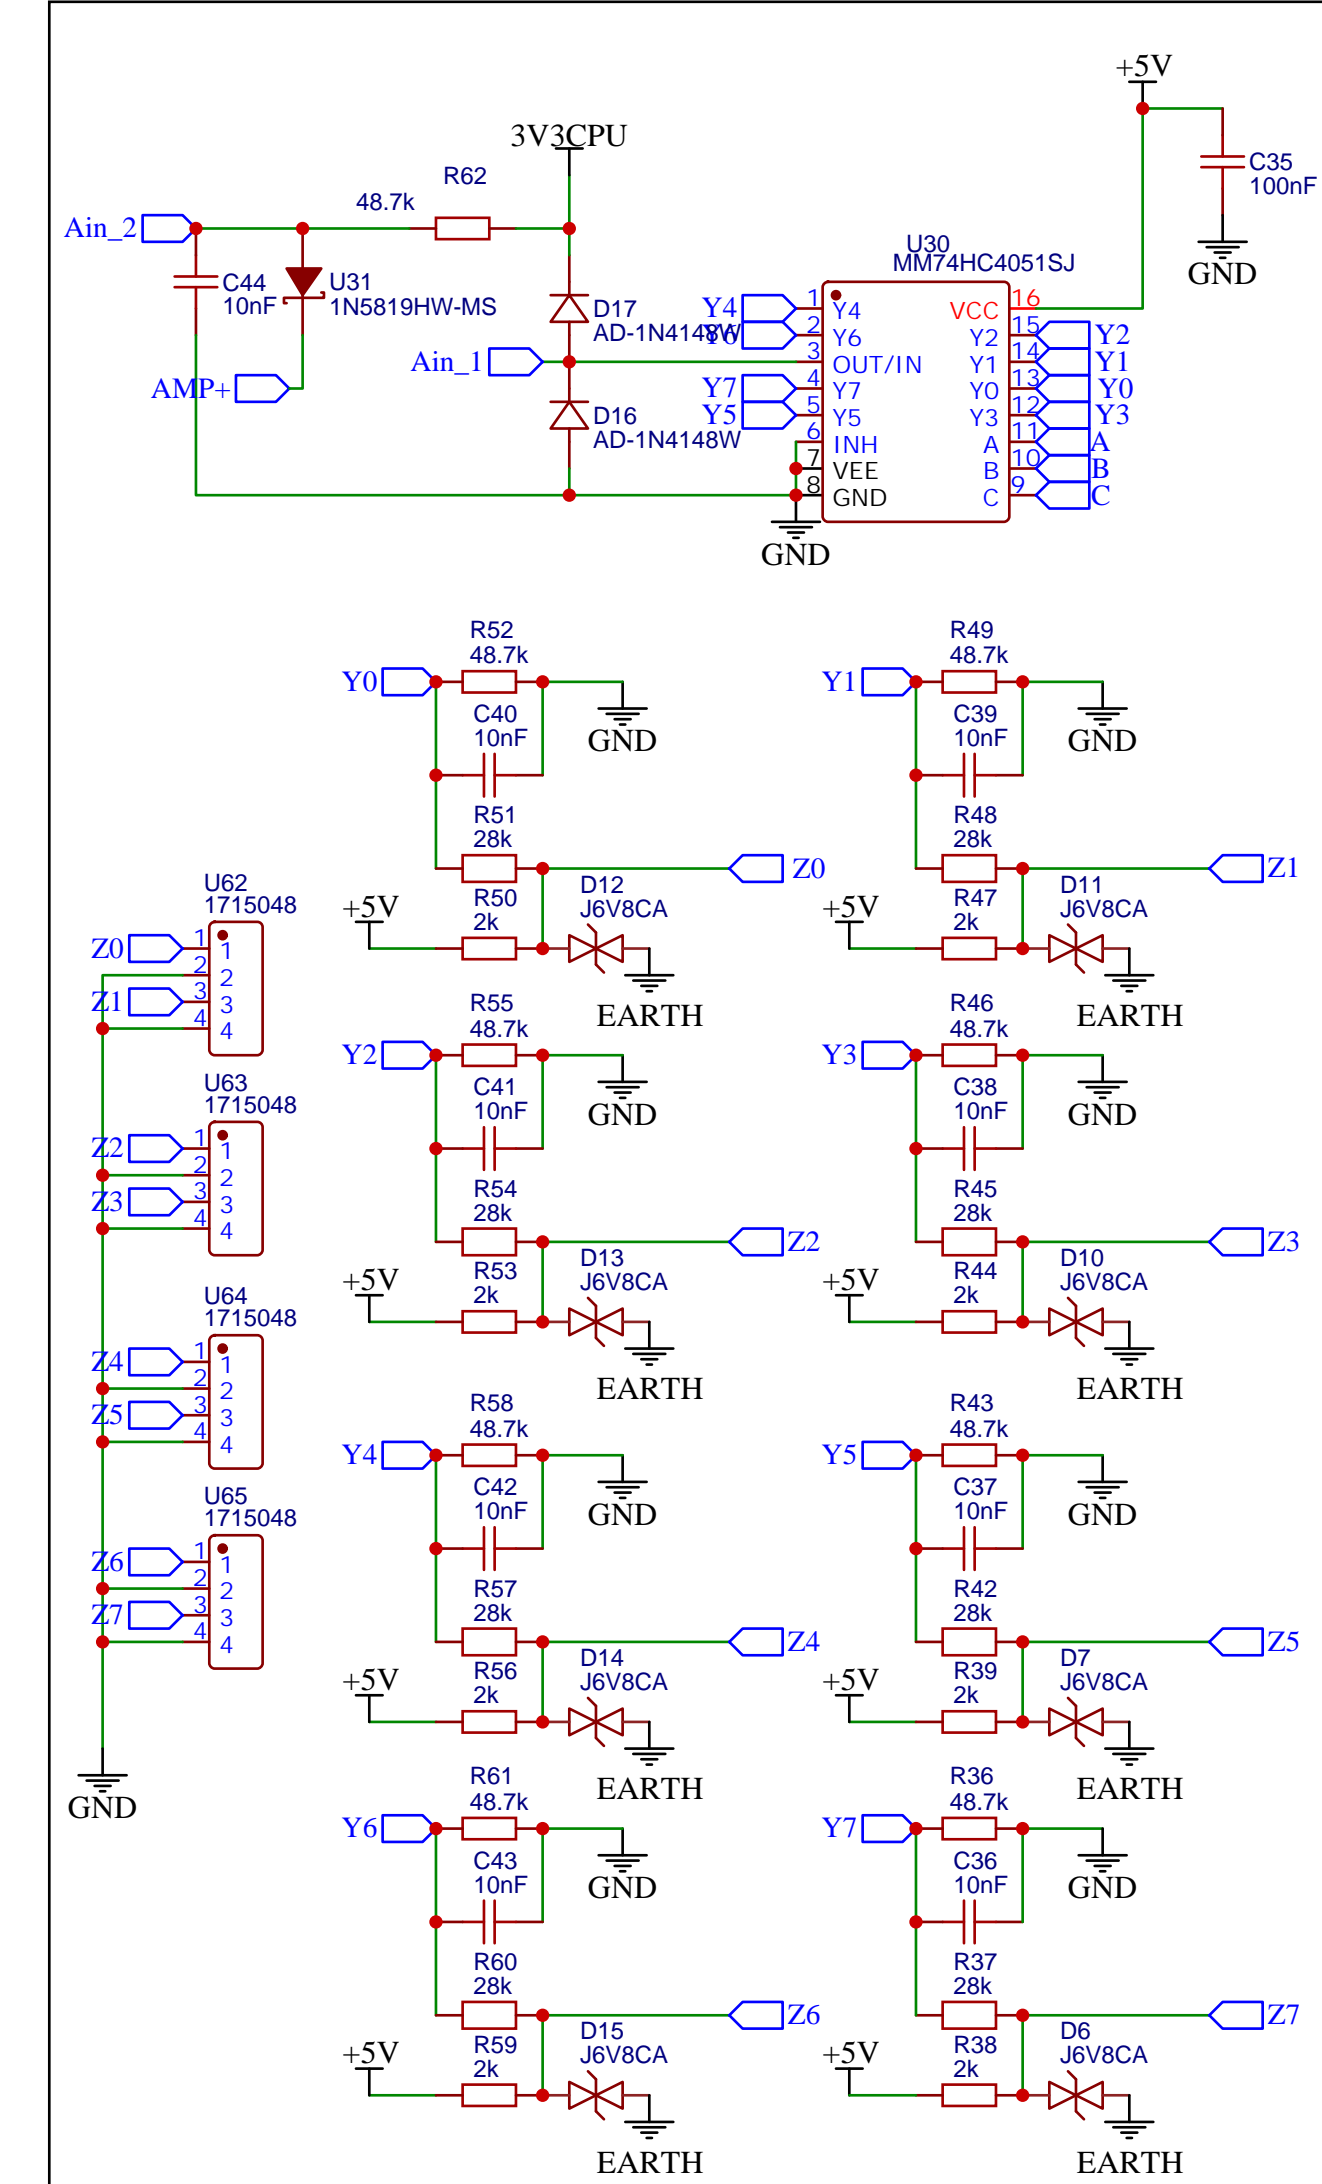 +5V
C35
100nF
GND
3V3CPU
R62
48.7k
Ain_2
C44
10nF
U31
1N5819HW-MS
AMP+
D17
AD-1N4148W
Ain_1
D16
AD-1N4148W
U30
MM74HC4051SJ
Y4 1 Y4
Y6 2 Y6
3 OUT/IN
Y7 4 Y7
Y5 5 Y5
6 INH
7 VEE
8 GND
VCC 16
Y2 15 Y2
Y1 14 Y1
Y0 13 Y0
Y3 12 Y3
A 11 A
B 10 B
C 9 C
GND
R52
48.7k
Y0
C40
10nF
GND
R51
28k
Z0
R50
2k
+5V
D12
J6V8CA
EARTH
R49
48.7k
Y1
C39
10nF
GND
R48
28k
Z1
R47
2k
+5V
D11
J6V8CA
EARTH
U62
1715048
Z0 1 1
2 2
Z1 3 3
4 4
U63
1715048
Z2 1 1
2 2
Z3 3 3
4 4
U64
1715048
Z4 1 1
2 2
Z5 3 3
4 4
U65
1715048
Z6 1 1
2 2
Z7 3 3
4 4
GND
R55
48.7k
Y2
C41
10nF
GND
R54
28k
Z2
R53
2k
+5V
D13
J6V8CA
EARTH
R46
48.7k
Y3
C38
10nF
GND
R45
28k
Z3
R44
2k
+5V
D10
J6V8CA
EARTH
R58
48.7k
Y4
C42
10nF
GND
R57
28k
Z4
R56
2k
+5V
D14
J6V8CA
EARTH
R43
48.7k
Y5
C37
10nF
GND
R42
28k
Z5
R39
2k
+5V
D7
J6V8CA
EARTH
R61
48.7k
Y6
C43
10nF
GND
R60
28k
Z6
R59
2k
+5V
D15
J6V8CA
EARTH
R36
48.7k
Y7
C36
10nF
GND
R37
28k
Z7
R38
2k
+5V
D6
J6V8CA
EARTH